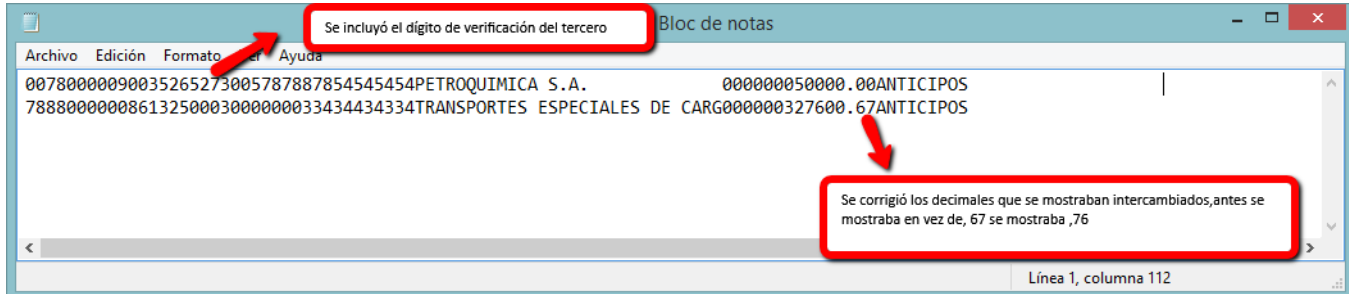 Bloc de notas
Se incluyó el dígito de verificación del tercero
Archivo Edición Formato Ayuda
00780000090035265273005787887854545454PETROQUIMICA S.A. 000000050000.00ANTICIPOS
78880000008613250003000000033434434334TRANSPORTES ESPECIALES DE CARG000000327600.67ANTICIPOS
Se corrigió los decimales que se mostraban intercambiados,antes se
mostraba en vez de, 67 se mostraba ,76
Línea 1, columna 112